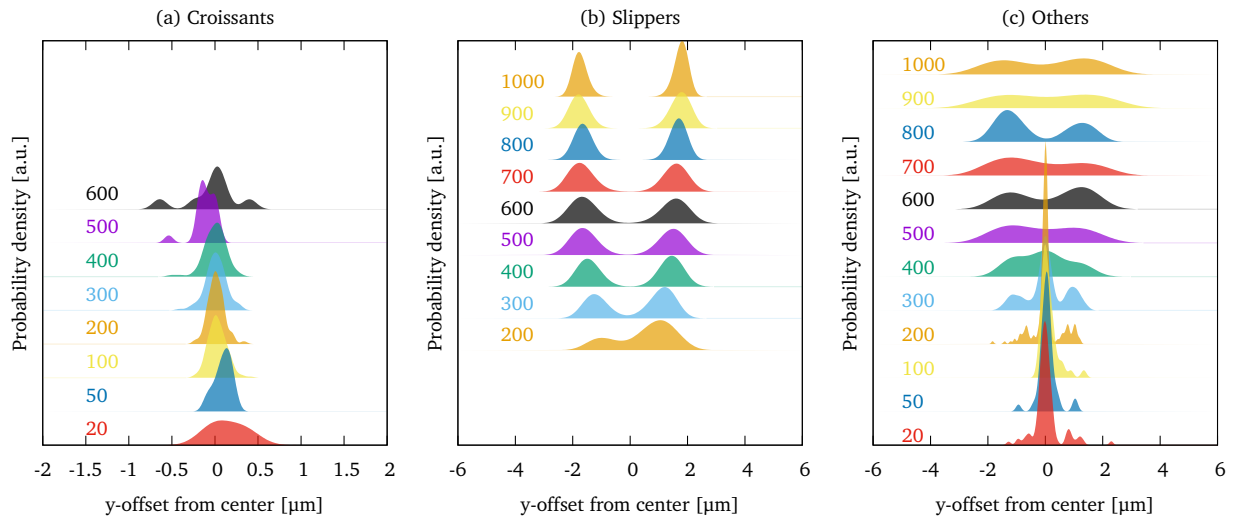 (a) Croissants
Probability density [a.u.]
600
500
400
300
200
100
50
20
-2 -1.5 -1 -0.5 0 0.5 1 1.5 2
y-offset from center [µm]
(b) Slippers
Probability density [a.u.]
1000
900
800
700
600
500
400
300
200
-6 -4 -2 0 2 4 6
y-offset from center [µm]
(c) Others
Probability density [a.u.]
1000
900
800
700
600
500
400
300
200
100
50
20
-6 -4 -2 0 2 4 6
y-offset from center [µm]